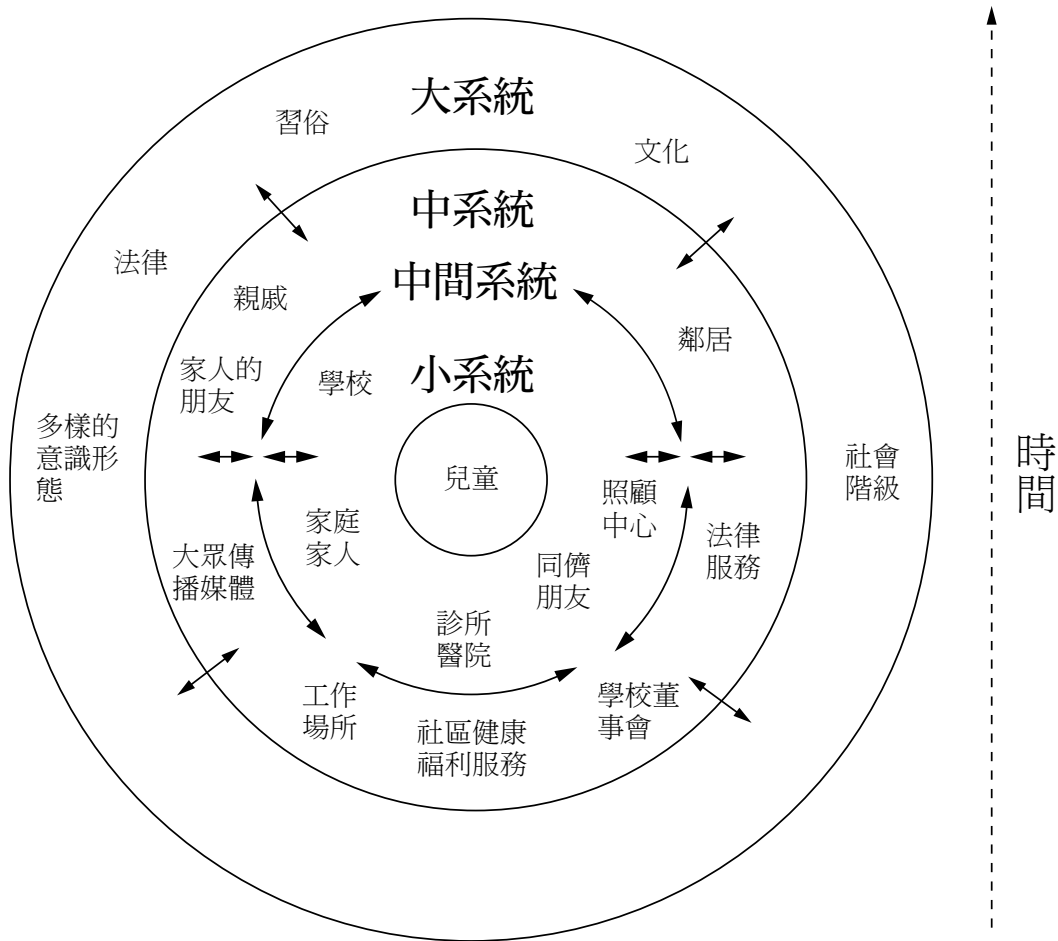 大系統
習俗
文化
中系統
法律
中間系統
親戚
鄰居
小系統
家人的
朋友
學校
多樣的
意識形
態
兒童
社會
階級
時
間
照顧
中心
家庭
家人
法律
服務
大眾傳
播媒體
同儕
朋友
診所
醫院
工作
場所
學校董
事會
社區健康
福利服務